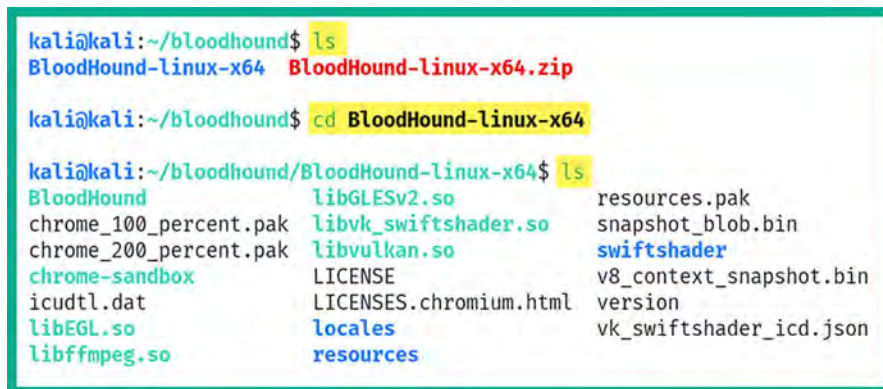 kali@kali:~/bloodhound$ ls
BloodHound-linux-x64 BloodHound-linux-x64.zip
kali@kali:~/bloodhound$ cd BloodHound-linux-x64
kali@kali:~/bloodhound/BloodHound-linux-x64$ ls
BloodHound libGLESv2.so resources.pak
chrome_100_percent.pak libvk_swiftshader.so snapshot_blob.bin
chrome_200_percent.pak libvulkan.so swiftshader
chrome-sandbox LICENSE v8_context_snapshot.bin
icudtl.dat LICENSES.chromium.html version
libEGL.so locales vk_swiftshader_icd.json
libffmpeg.so resources